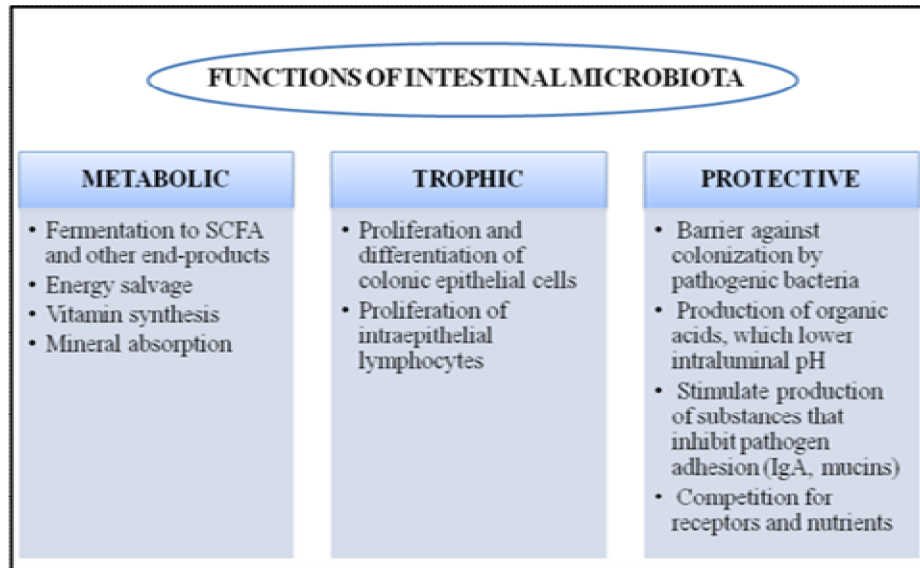 FUNCTIONS OF INTESTINAL MICROBIOTA
METABOLIC
• Fermentation to SCFA
and other end-products
• Energy salvage
• Vitamin synthesis
• Mineral absorption
TROPHIC
• Proliferation and
differentiation of
colonic epithelial cells
• Proliferation of
intraepithelial
lymphocytes
PROTECTIVE
• Barrier against
colonization by
pathogenic bacteria
• Production of organic
acids, which lower
intraluminal pH
• Stimulate production
of substances that
inhibit pathogen
adhesion (IgA, mucins)
• Competition for
receptors and nutrients